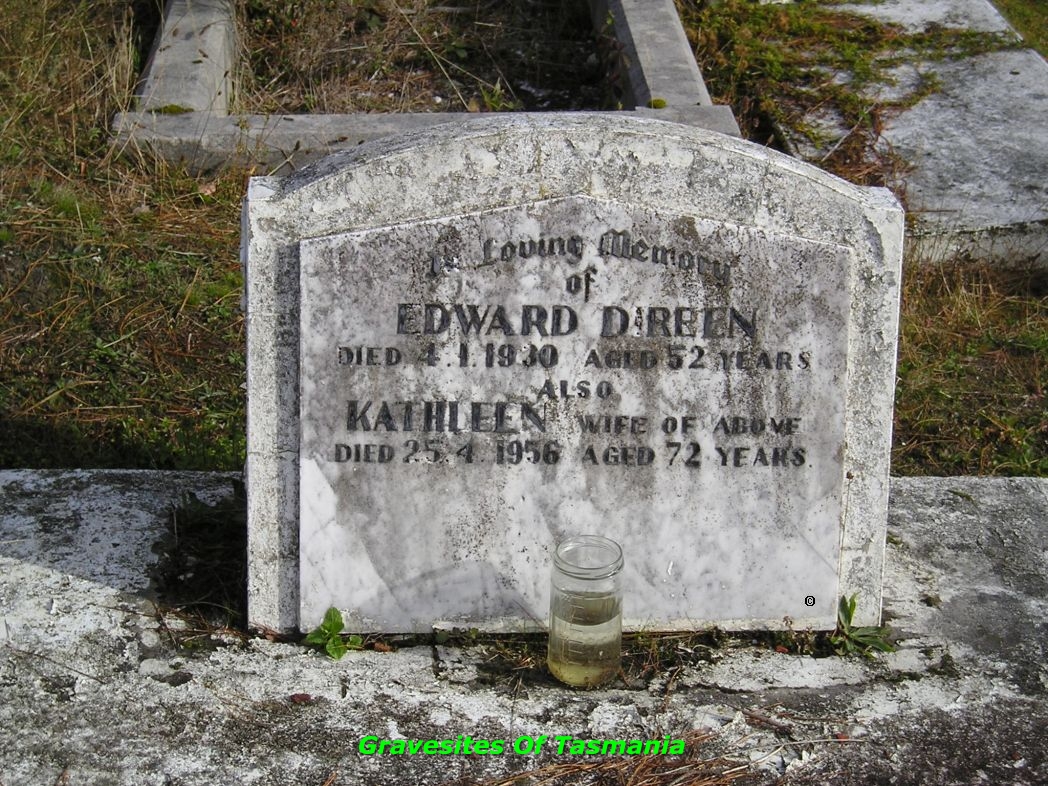 In Loving Memory
of
EDWARD DIREEN
DIED 4.1.1930 AGED 52 YEARS
ALSO
KATHLEEN WIFE OF ABOVE
DIED 25.4.1956 AGED 72 YEARS.
©
Gravesites Of Tasmania